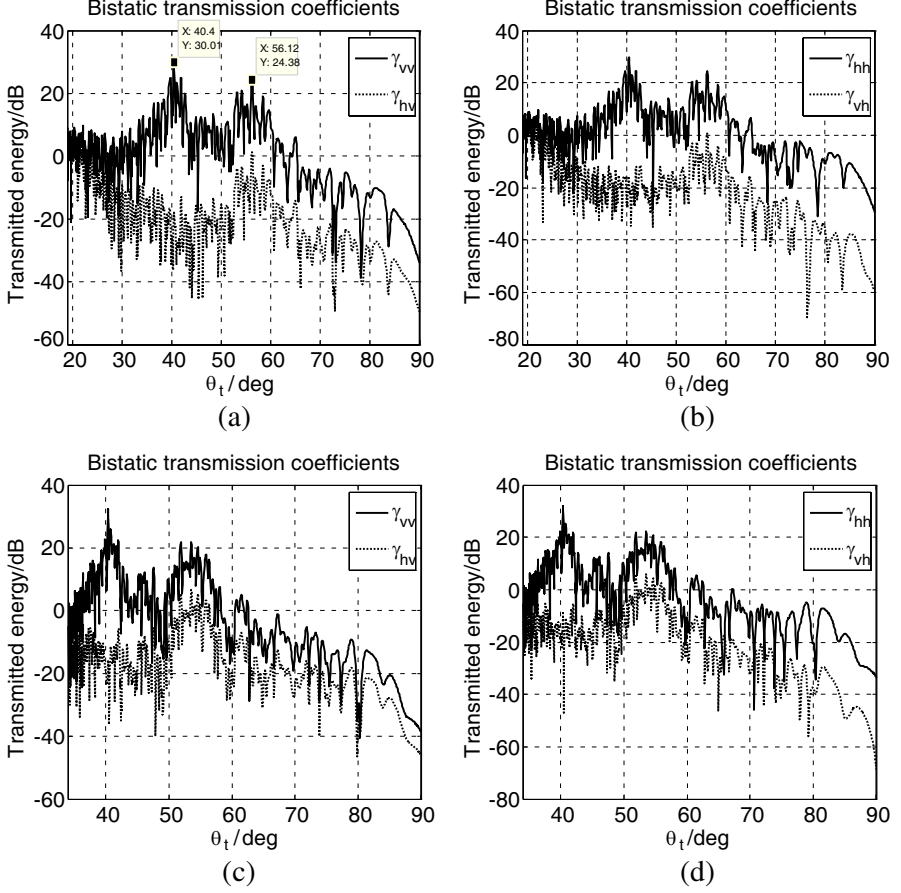 Bistatic transmission coefficients
Transmitted energy/dB
40
20
0
-20
-40
-60
X: 40.4
Y: 30.01
X: 56.12
Y: 24.38
γvv
γhv
20 30 40 50 60 70 80 90
θt/deg
(a)
Bistatic transmission coefficients
Transmitted energy/dB
40
20
0
-20
-40
-60
-80
γhh
γvh
20 30 40 50 60 70 80 90
θt/deg
(b)
Bistatic transmission coefficients
Transmitted energy/dB
40
20
0
-20
-40
-60
γvv
γhv
40 50 60 70 80 90
θt/deg
(c)
Bistatic transmission coefficients
Transmitted energy/dB
40
20
0
-20
-40
-60
-80
γhh
γvh
40 50 60 70 80 90
θt/deg
(d)